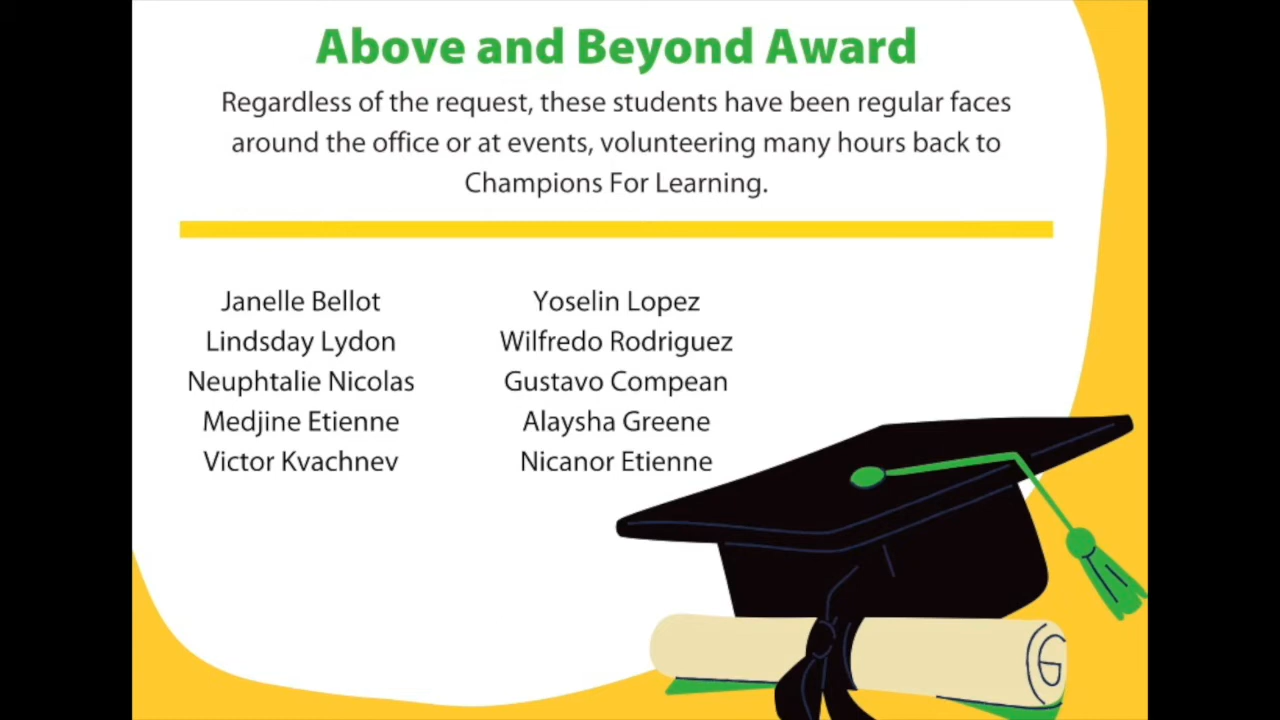 Above and Beyond Award
Regardless of the request, these students have been regular faces
around the office or at events, volunteering many hours back to
Champions For Learning.
Janelle Bellot
Lindsday Lydon
Neuphtalie Nicolas
Medjine Etienne
Victor Kvachnev
Yoselin Lopez
Wilfredo Rodriguez
Gustavo Compean
Alaysha Greene
Nicanor Etienne